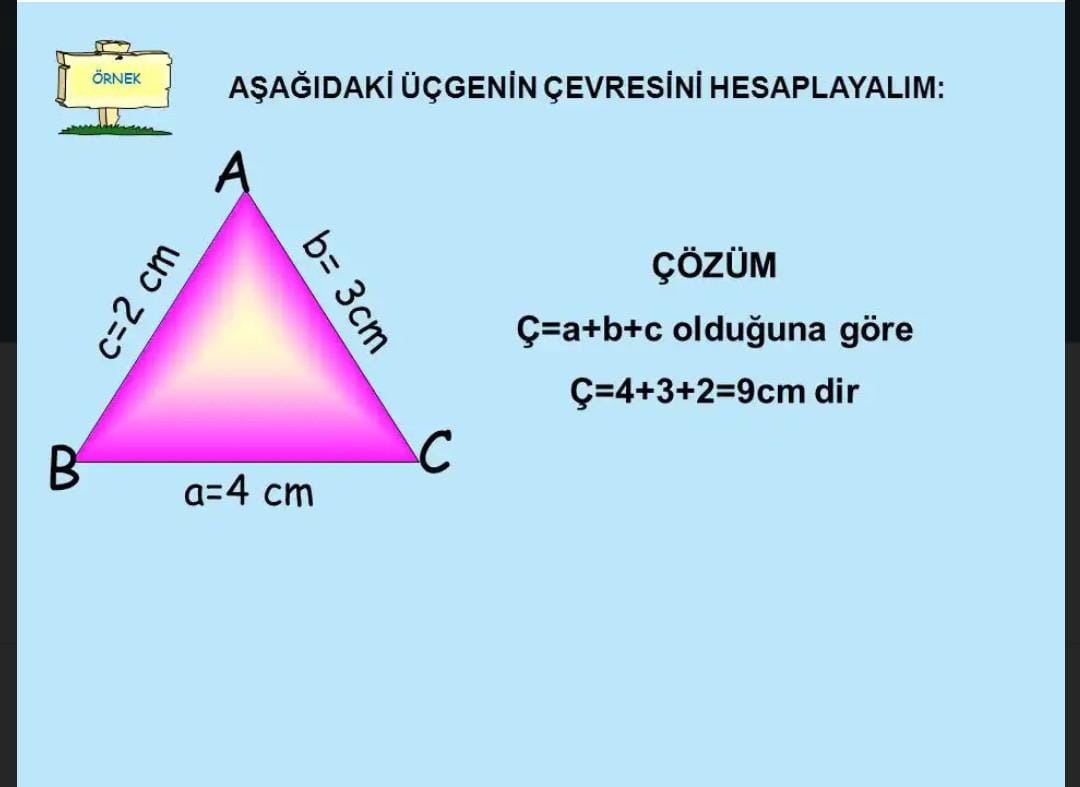 ÖRNEK
AŞAĞIDAKİ ÜÇGENİN ÇEVRESİNİ HESAPLAYALIM:
A
c=2 cm
b= 3cm
B
C
a=4 cm
ÇÖZÜM
Ç=a+b+c olduğuna göre
Ç=4+3+2=9cm dir